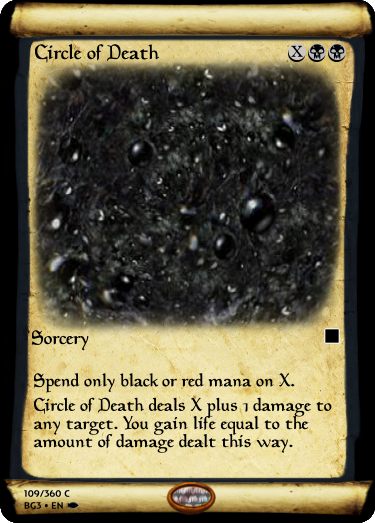 Circle of Death X
Sorcery
Spend only black or red mana on X.
Circle of Death deals X plus 1 damage to
any target. You gain life equal to the
amount of damage dealt this way.
109/360 C
BG3 • EN